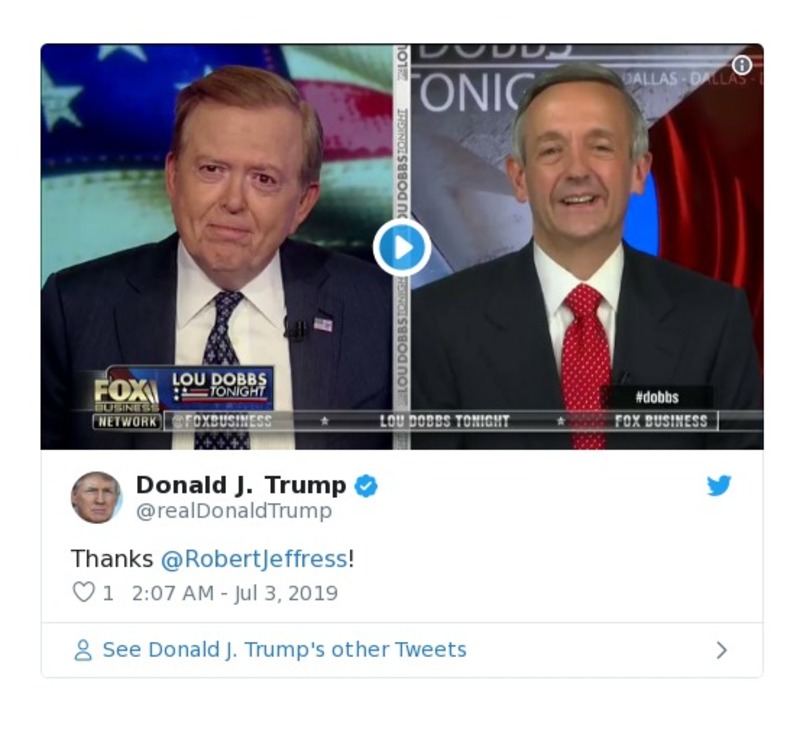 DOBBS
TONIG
DALLAS - DALLAS -
LOU DOBBS TONIGHT
LOU DOBBS TONIGHT
FOX
BUSINESS
NETWORK
LOU DOBBS
TONIGHT
#dobbs
@FOXBUSINESS
LOU DOBBS TONIGHT
FOX BUSINESS
Donald J. Trump
@realDonaldTrump
Thanks @RobertJeffress!
1 2:07 AM - Jul 3, 2019
See Donald J. Trump's other Tweets